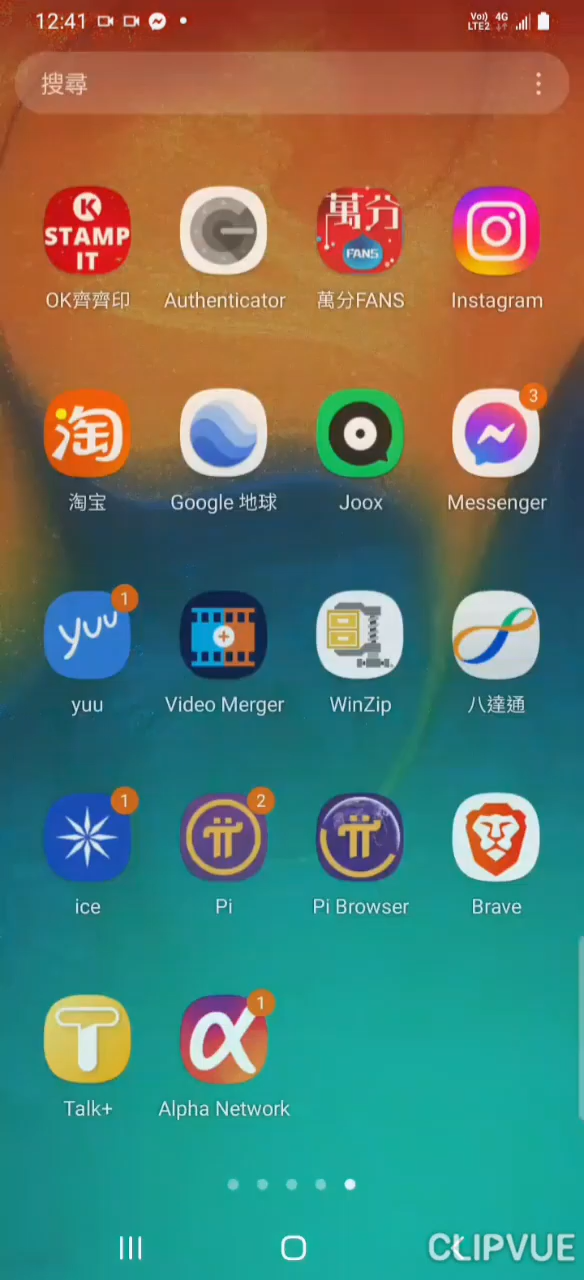 12:41
Vo)) 4G
LTE2
搜尋
K
STAMP
IT
萬分
FANS
OK齊齊印 Authenticator 萬分FANS Instagram
淘
3
淘宝 Google 地球 Joox Messenger
yuu
1
yuu Video Merger WinZip 八達通
1 2
ice Pi Pi Browser Brave
1
Talk+ Alpha Network
CLIPVUE